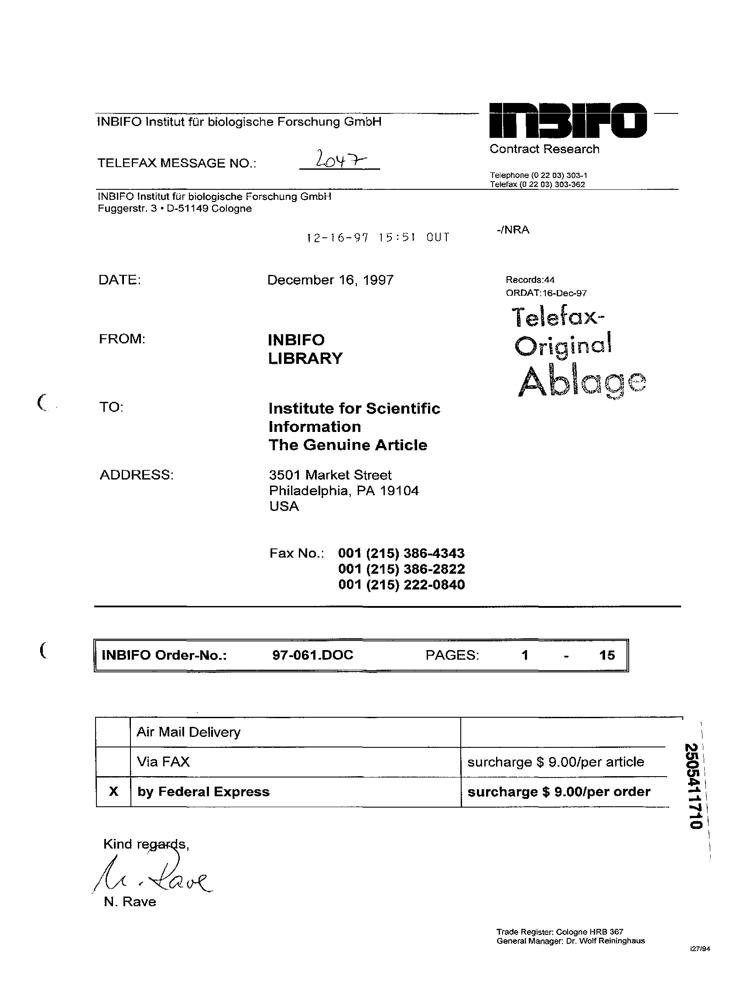 INBIFO Institut für biologische Forschung GmbH
INBIFO
Contract Research
TELEFAX MESSAGE NO.: 2047
Telephone (0 22 03) 303-1
Telefax (0 22 03) 303-362
INBIFO Institut für biologische Forschung GmbH
Fuggerstr. 3 • D-51149 Cologne
12-16-97 15:51 OUT
-/NRA
DATE: December 16, 1997
Records:44
ORDAT:16-Dec-97
Telefax-
Original
Ablage
FROM: INBIFO
LIBRARY
TO: Institute for Scientific
Information
The Genuine Article
ADDRESS: 3501 Market Street
Philadelphia, PA 19104
USA
Fax No.: 001 (215) 386-4343
001 (215) 386-2822
001 (215) 222-0840
INBIFO Order-No.: 97-061.DOC PAGES: 1 - 15
Air Mail Delivery
Via FAX surcharge $ 9.00/per article
X by Federal Express surcharge $ 9.00/per order
2505411710
Kind regards,
N. Rave
N. Rave
Trade Register: Cologne HRB 367
General Manager: Dr. Wolf Reininghaus
I27/94